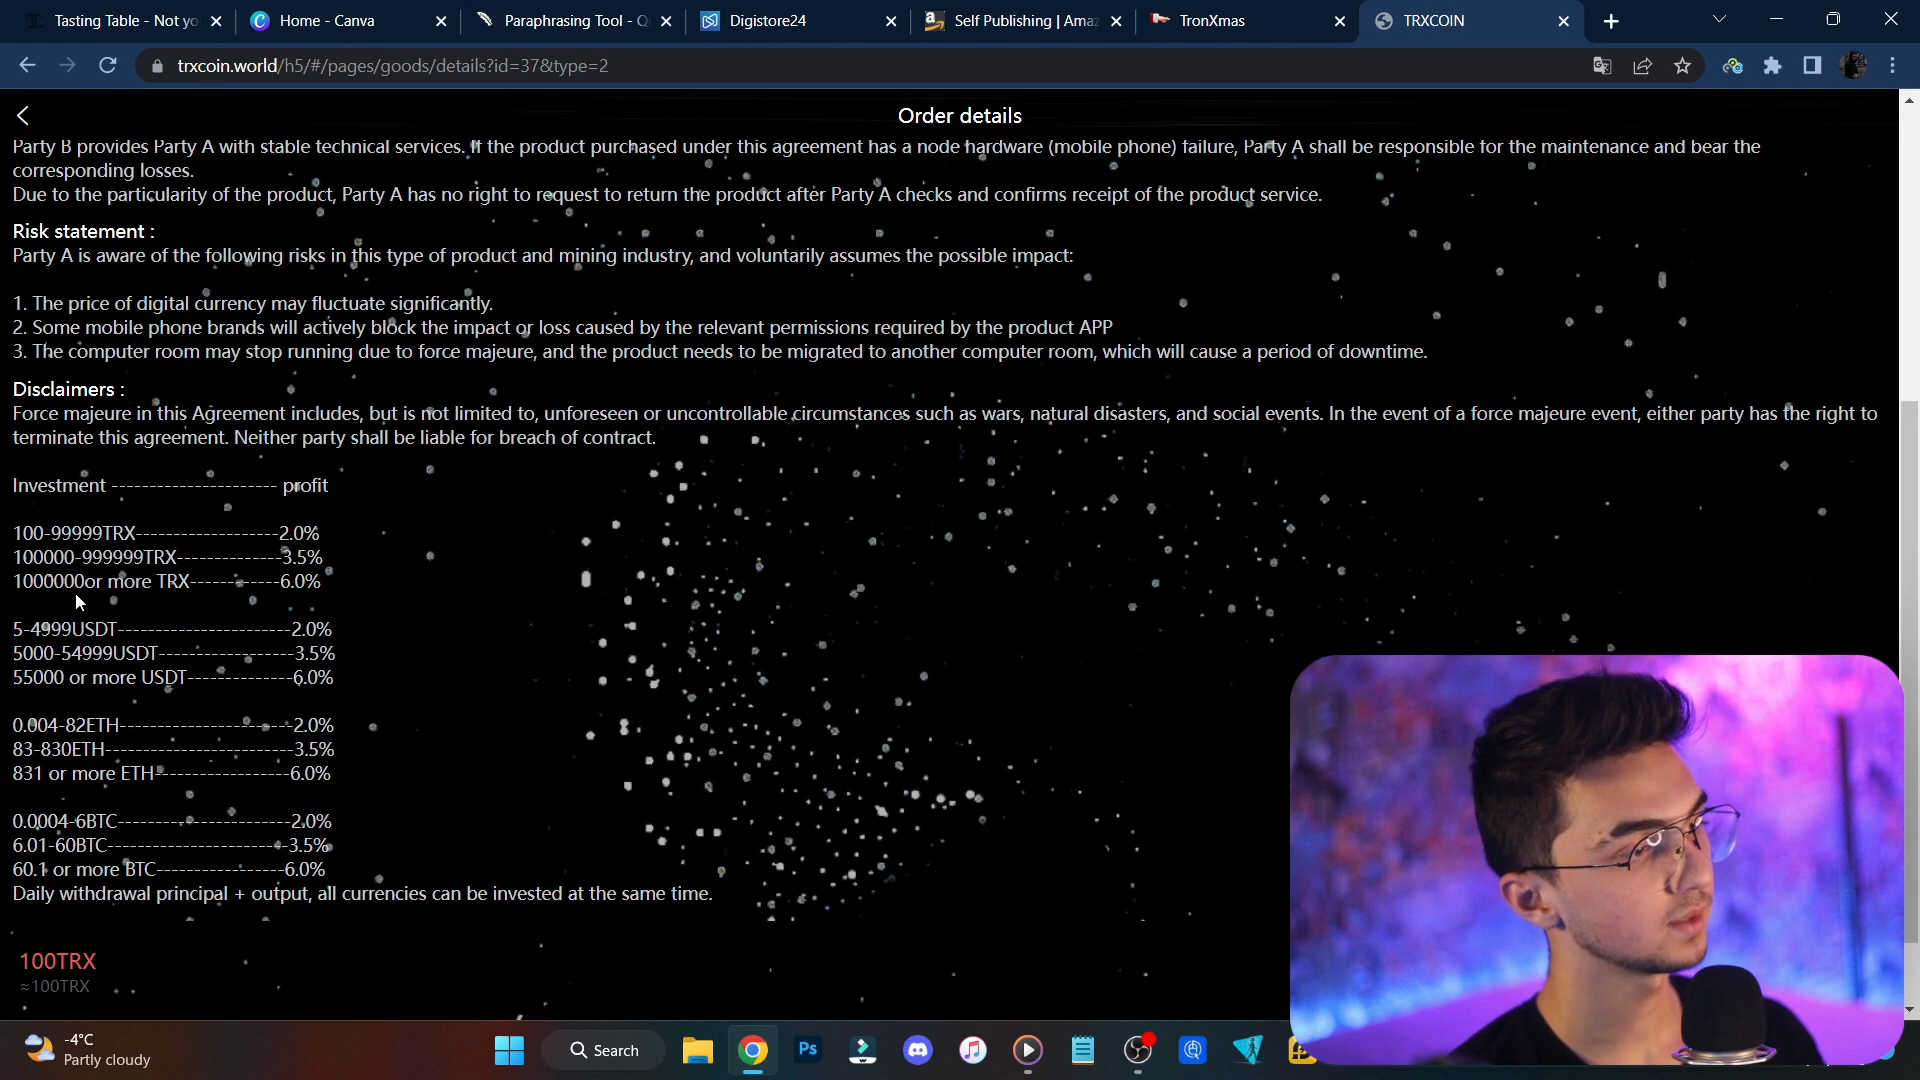 Tasting Table - Not yo
Home - Canva
Paraphrasing Tool - Q
Digistore24
Self Publishing | Ama
TronXmas
TRXCOIN
trxcoin.world/h5/#/pages/goods/details?id=37&type=2
Order details
Party B provides Party A with stable technical services. If the product purchased under this agreement has a node hardware (mobile phone) failure, Party A shall be responsible for the maintenance and bear the
corresponding losses.
Due to the particularity of the product, Party A has no right to request to return the product after Party A checks and confirms receipt of the product service.
Risk statement :
Party A is aware of the following risks in this type of product and mining industry, and voluntarily assumes the possible impact:
1. The price of digital currency may fluctuate significantly.
2. Some mobile phone brands will actively block the impact or loss caused by the relevant permissions required by the product APP
3. The computer room may stop running due to force majeure, and the product needs to be migrated to another computer room, which will cause a period of downtime.
Disclaimers :
Force majeure in this Agreement includes, but is not limited to, unforeseen or uncontrollable circumstances such as wars, natural disasters, and social events. In the event of a force majeure event, either party has the right to
terminate this agreement. Neither party shall be liable for breach of contract.
Investment ---------------------- profit
100-99999TRX-------------------2.0%
100000-999999TRX--------------3.5%
1000000or more TRX------------6.0%
5-4999USDT-----------------------2.0%
5000-54999USDT------------------3.5%
55000 or more USDT--------------6.0%
0.004-82ETH-----------------------2.0%
83-830ETH-------------------------3.5%
831 or more ETH------------------6.0%
0.0004-6BTC-----------------------2.0%
6.01-60BTC------------------------3.5%
60.1 or more BTC-----------------6.0%
Daily withdrawal principal + output, all currencies can be invested at the same time.
100TRX
≈100TRX
-4°C
Partly cloudy
Search
Ps